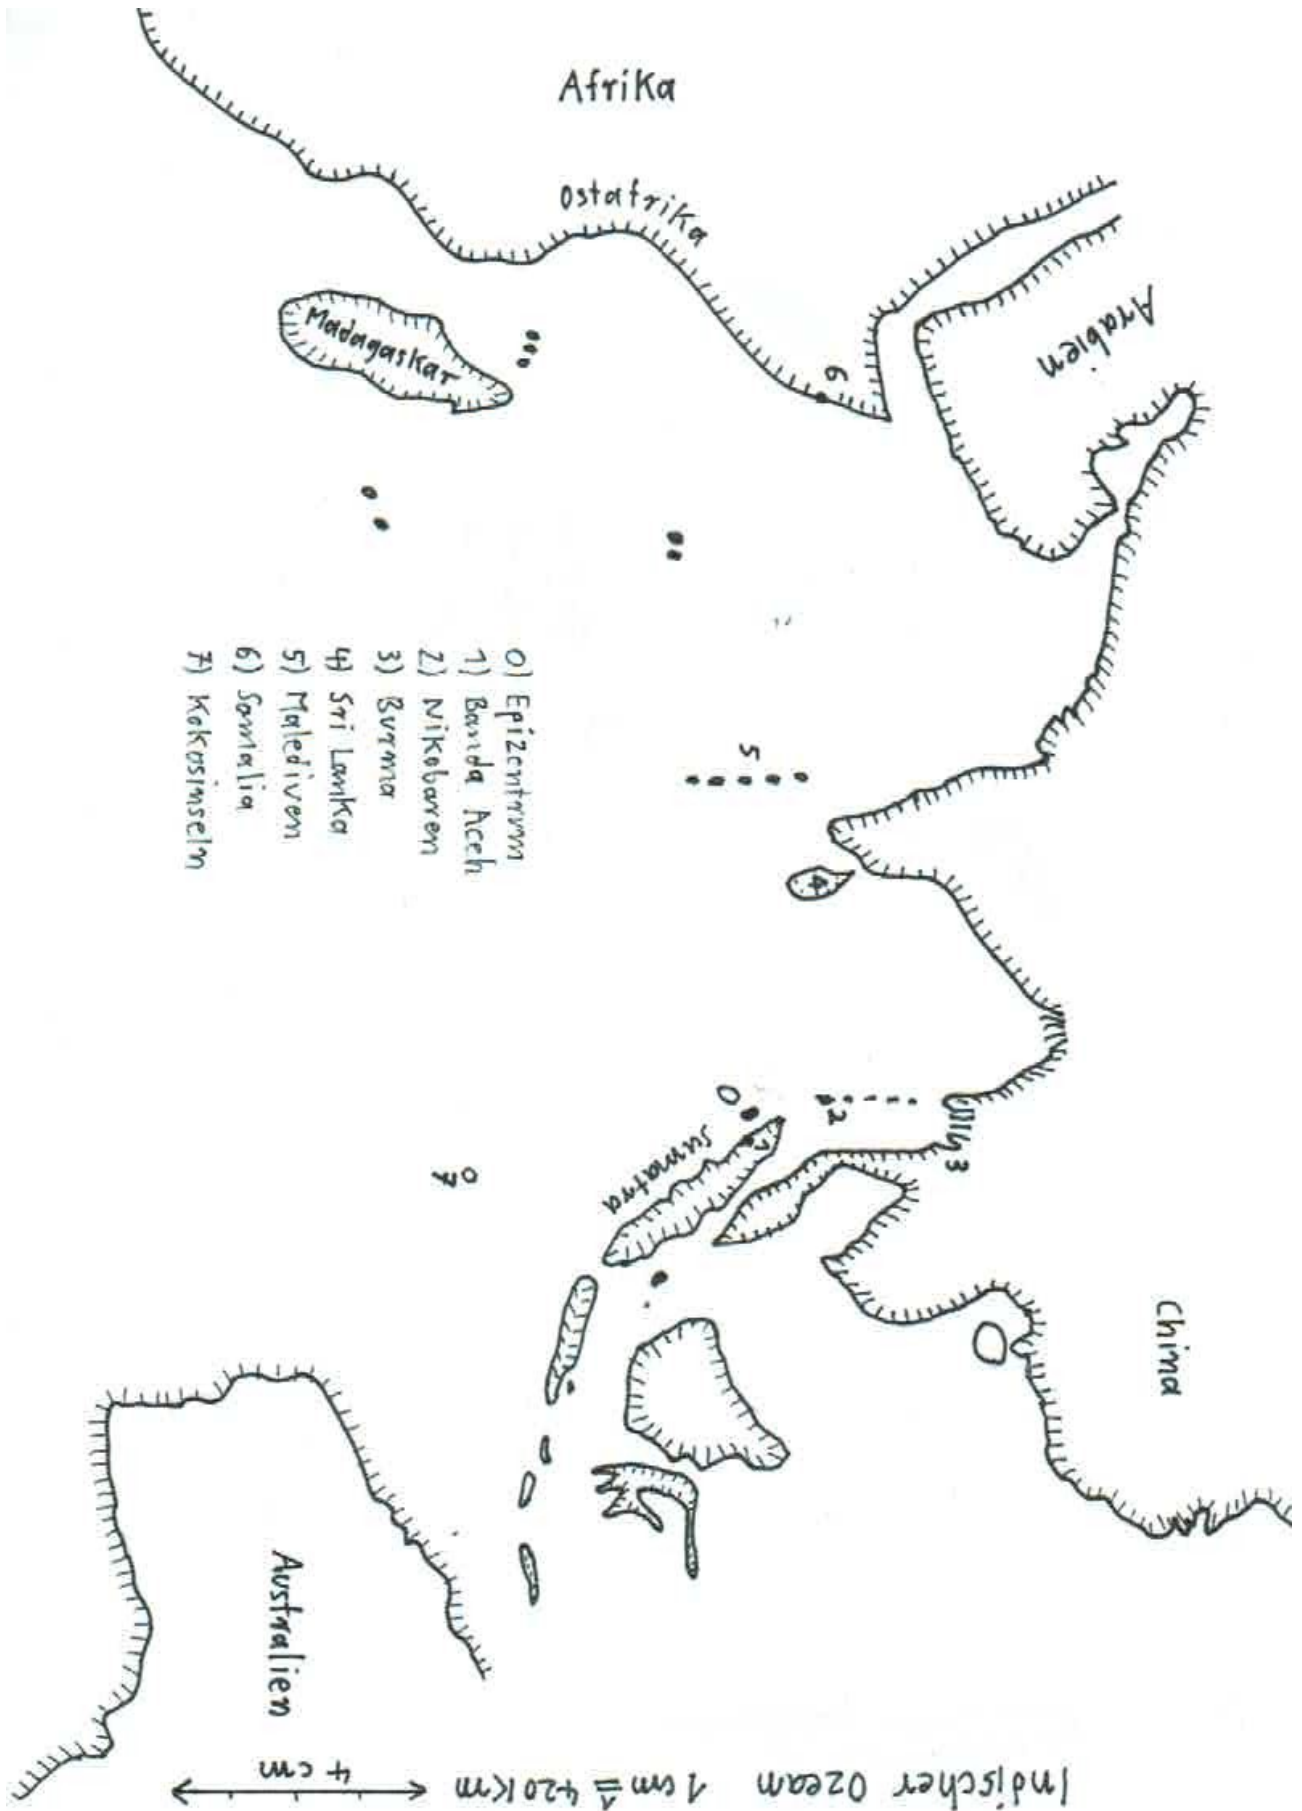 Afrika
Ostafrika
Arabien
Madagaskar
6
0) Epizentrum
1) Banda Aceh
2) Nikobaren
3) Burma
4) Sri Lanka
5) Malediven
6) Somalia
7) Kokosinseln
5
4
0
1
2
3
Sumatra
7
China
Australien
4 cm
Indischer Ozean 1 cm ≙ 420 Km